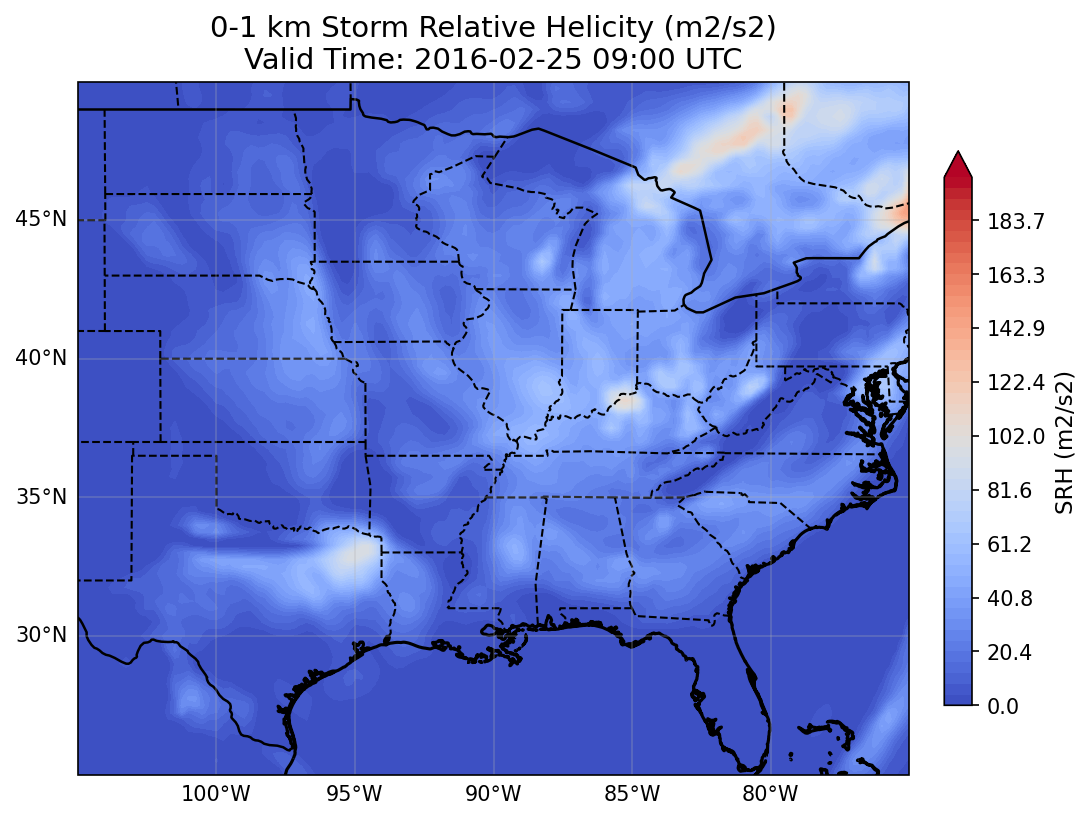 0-1 km Storm Relative Helicity (m2/s2)
Valid Time: 2016-02-25 09:00 UTC
45°N
40°N
35°N
30°N
100°W
95°W
90°W
85°W
80°W
183.7
163.3
142.9
122.4
102.0
81.6
61.2
40.8
20.4
0.0
SRH (m2/s2)